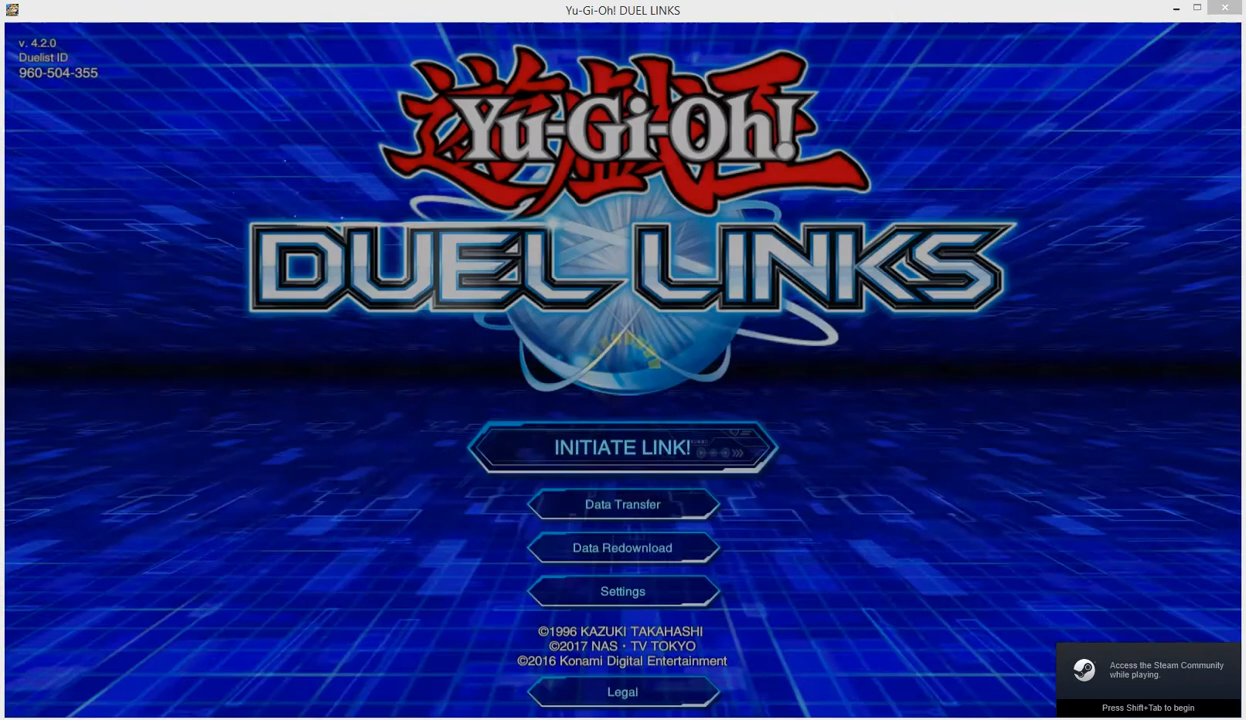 Yu-Gi-Oh! DUEL LINKS
v. 4.2.0
Duelist ID
960-504-355
遊戯王
Yu-Gi-Oh!
DUEL LINKS
INITIATE LINK!
Data Transfer
Data Redownload
Settings
©1996 KAZUKI TAKAHASHI
©2017 NAS・TV TOKYO
©2016 Konami Digital Entertainment
Legal
Access the Steam Community
while playing.
Press Shift+Tab to begin